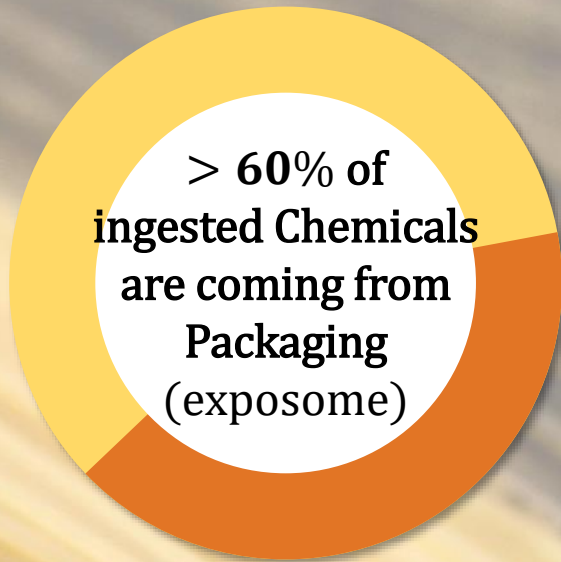 > 60% of
ingested Chemicals
are coming from
Packaging
(exposome)